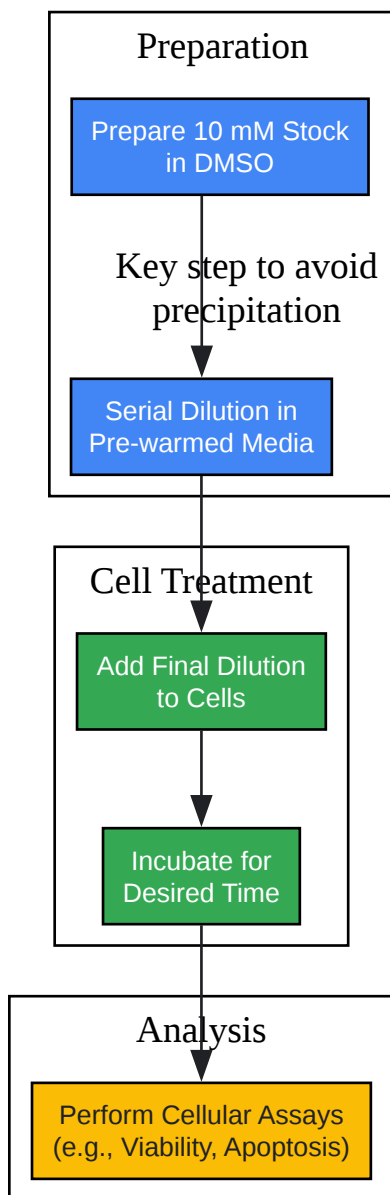 Preparation
Prepare 10 mM Stock
in DMSO
Key step to avoid
precipitation
Serial Dilution in
Pre-warmed Media
Cell Treatment
Add Final Dilution
to Cells
Incubate for
Desired Time
Analysis
Perform Cellular Assays
(e.g., Viability, Apoptosis)